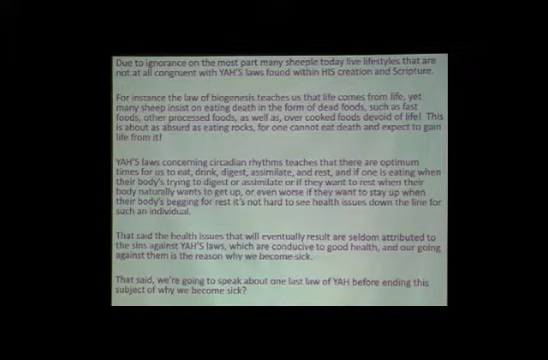 Due to ignorance on the most part many sheeple today live lifestyles that are
not at all congruent with YAH'S laws found within HIS creation and Scripture.
For instance the law of biogenesis teaches us that life comes from life, yet
many sheep insist on eating death in the form of dead foods, such as fast
foods, other processed foods, as well as, over cooked foods devoid of life! This
is about as absurd as eating rocks, for one cannot eat death and expect to gain
life from it!
YAH'S laws concerning circadian rhythms teaches that there are optimum
times for us to eat, drink, digest, assimilate, and rest, and if one is eating when
their body's trying to digest or assimilate or if they want to rest when their
body naturally wants to get up, or even worse if they want to stay up when
their body's begging for rest it's not hard to see health issues down the line for
such an individual.
That said the health issues that will eventually result are seldom attributed to
the sins against YAH'S laws, which are conducive to good health, and our going
against them is the reason why we become sick.
That said, we're going to speak about one last law of YAH before ending this
subject of why we become sick?